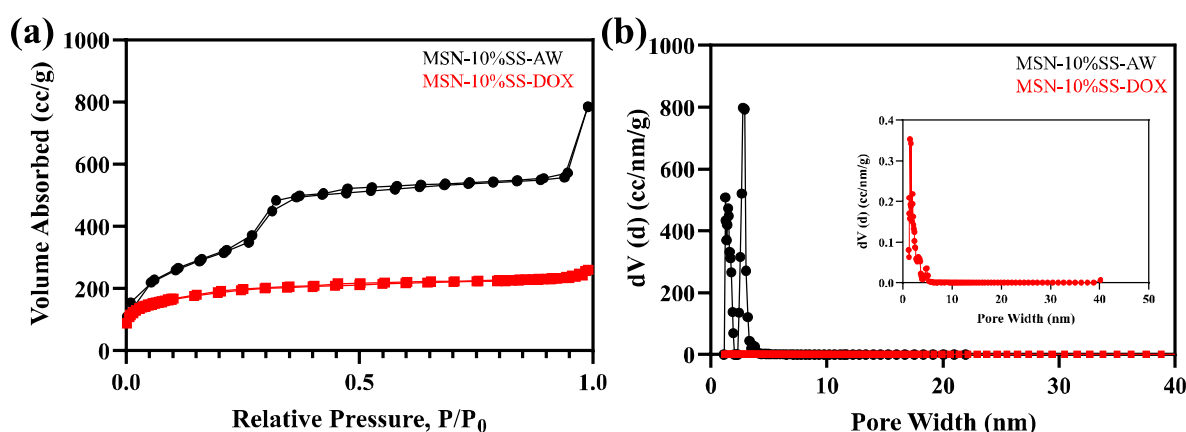 (a)
1000
800
600
400
200
0
0.0
0.5
1.0
Volume Absorbed (cc/g)
Relative Pressure, P/P0
MSN-10%SS-AW
MSN-10%SS-DOX
(b)
1000
800
600
400
200
0
0
10
20
30
40
dV (d) (cc/nm/g)
Pore Width (nm)
MSN-10%SS-AW
MSN-10%SS-DOX
0.4
0.3
0.2
0.1
0.0
0
10
20
30
40
50
dV (d) (cc/nm/g)
Pore Width (nm)